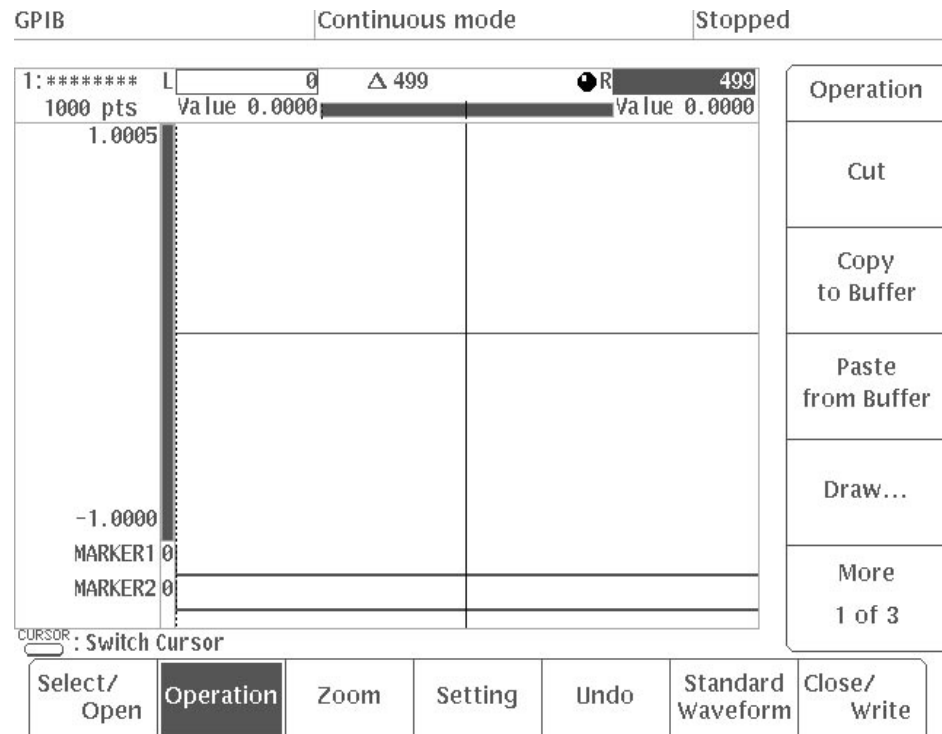 GPIB
Continuous mode
Stopped
1:******** L 0 Δ 499 R 499
1000 pts Value 0.0000 Value 0.0000
1.0005
-1.0000
MARKER1 0
MARKER2 0
CURSOR : Switch Cursor
Operation
Cut
Copy
to Buffer
Paste
from Buffer
Draw...
More
1 of 3
Select/
Open
Operation
Zoom
Setting
Undo
Standard
Waveform
Close/
Write